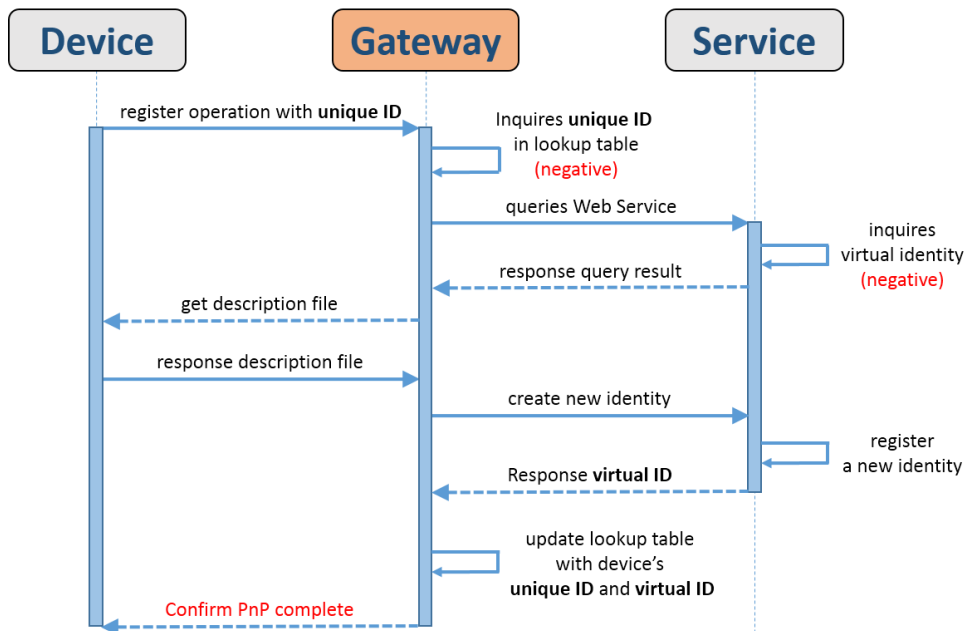 Device
Gateway
Service
register operation with unique ID
Inquires unique ID
in lookup table
(negative)
queries Web Service
inquires
virtual identity
(negative)
response query result
get description file
response description file
create new identity
register
a new identity
Response virtual ID
update lookup table
with device’s
unique ID and virtual ID
Confirm PnP complete